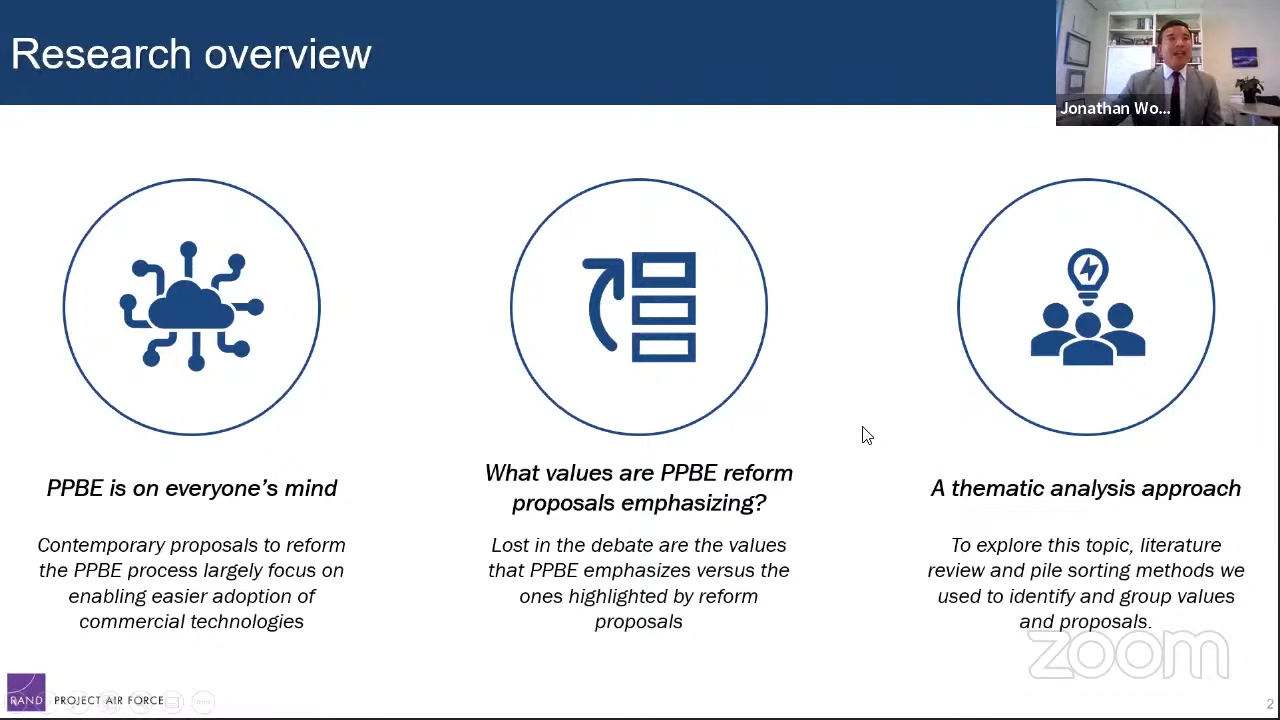 Research overview
Jonathan Wo...
PPBE is on everyone's mind
Contemporary proposals to reform
the PPBE process largely focus on
enabling easier adoption of
commercial technologies
What values are PPBE reform
proposals emphasizing?
Lost in the debate are the values
that PPBE emphasizes versus the
ones highlighted by reform
proposals
A thematic analysis approach
To explore this topic, literature
review and pile sorting methods we
used to identify and group values
and proposals.
zoom
RAND PROJECT AIR FORCE
2